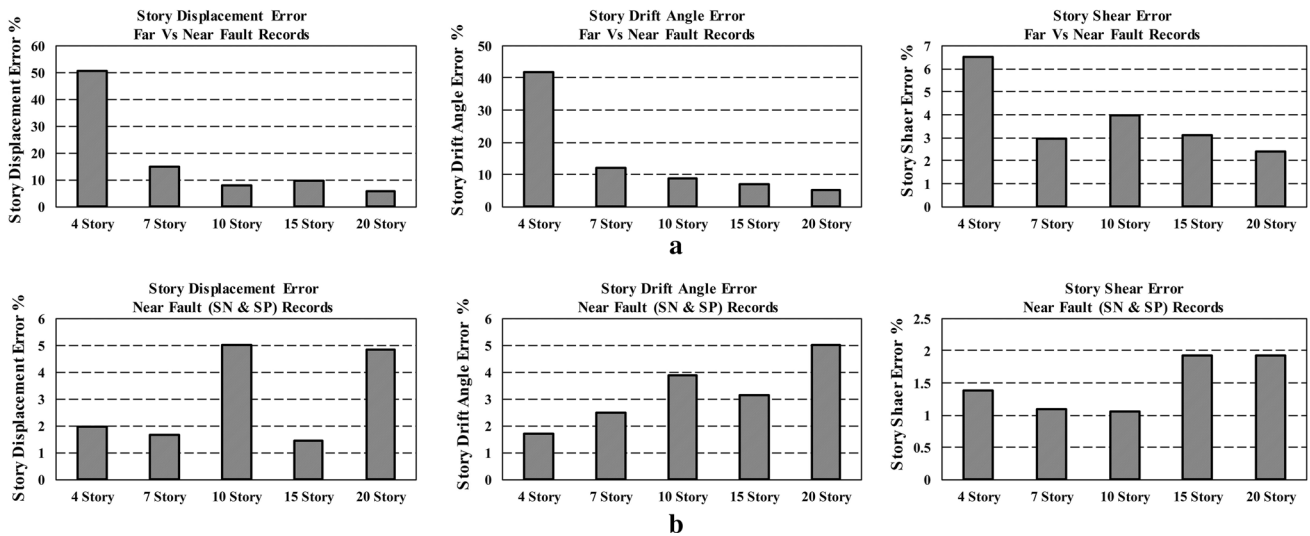 Story Displacement Error
Far Vs Near Fault Records
Story Displacement Error %
60
50
40
30
20
10
0
4 Story 7 Story 10 Story 15 Story 20 Story
Story Drift Angle Error
Far Vs Near Fault Records
Story Drift Angle Error %
50
40
30
20
10
0
4 Story 7 Story 10 Story 15 Story 20 Story
Story Shear Error
Far Vs Near Fault Records
Story Shaer Error %
7
6
5
4
3
2
1
0
4 Story 7 Story 10 Story 15 Story 20 Story
a
Story Displacement Error
Near Fault (SN & SP) Records
Story Displacement Error %
6
5
4
3
2
1
0
4 Story 7 Story 10 Story 15 Story 20 Story
Story Drift Angle Error
Near Fault (SN & SP) Records
Story Drift Angle Error %
6
5
4
3
2
1
0
4 Story 7 Story 10 Story 15 Story 20 Story
Story Shear Error
Near Fault (SN & SP) Records
Story Shaer Error %
2.5
2
1.5
1
0.5
0
4 Story 7 Story 10 Story 15 Story 20 Story
b